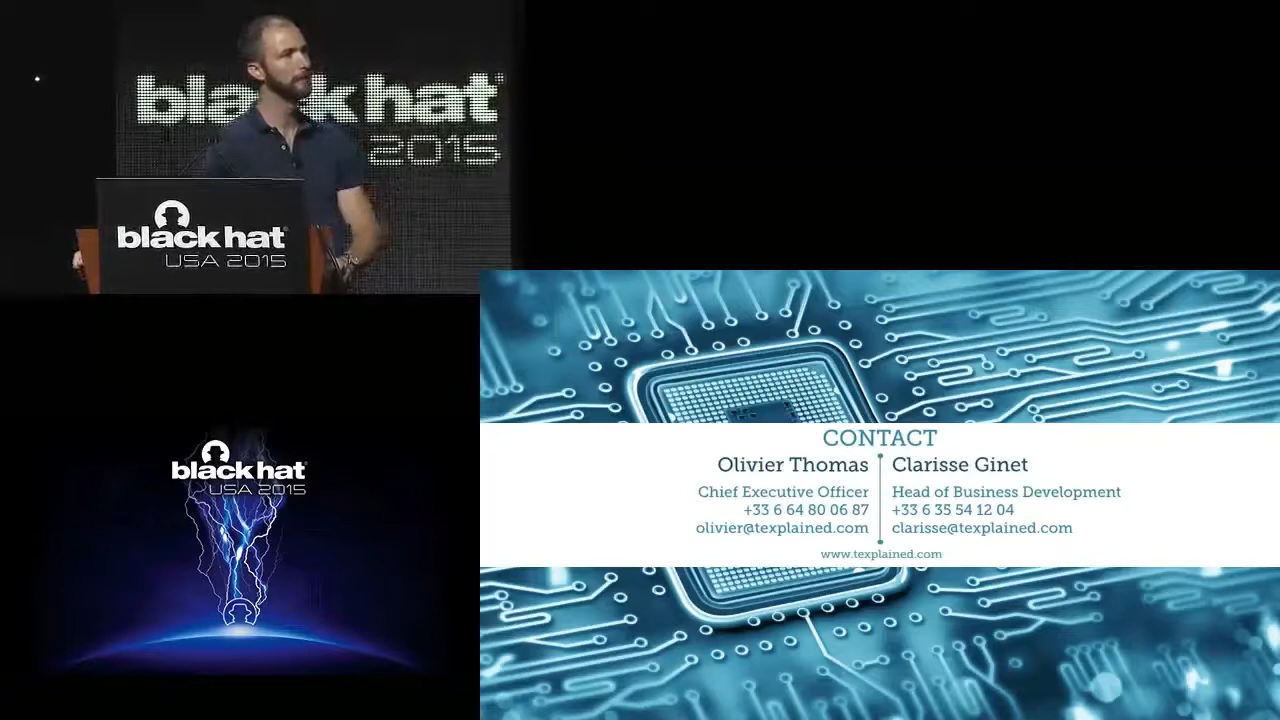 black hat
2015
black hat
USA 2015
black hat
USA 2015
CONTACT
Olivier Thomas
Chief Executive Officer
+33 6 64 80 06 87
olivier@texplained.com
Clarisse Ginet
Head of Business Development
+33 6 35 54 12 04
clarisse@texplained.com
www.texplained.com